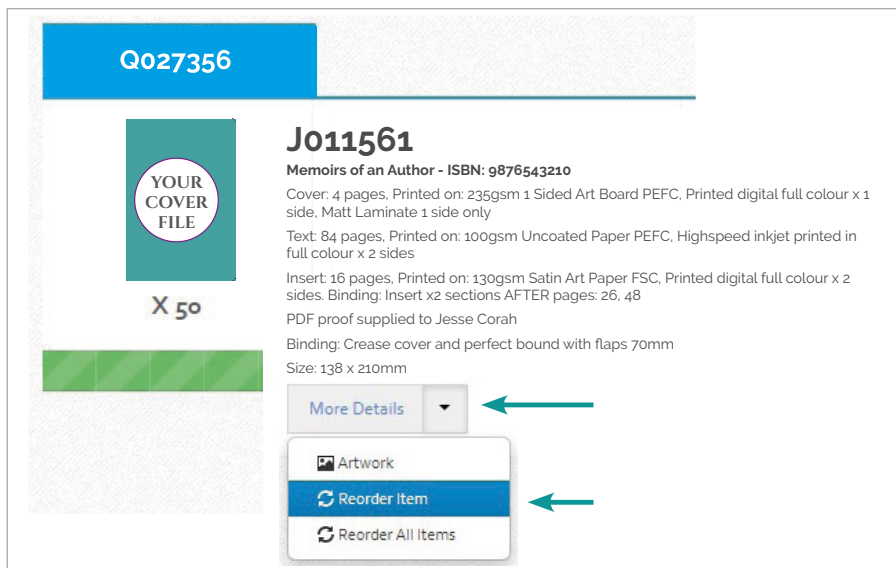 Q027356
YOUR
COVER
FILE
X 50
J011561
Memoirs of an Author - ISBN: 9876543210
Cover: 4 pages, Printed on: 235gsm 1 Sided Art Board PEFC, Printed digital full colour x 1
side, Matt Laminate 1 side only
Text: 84 pages, Printed on: 100gsm Uncoated Paper PEFC, Highspeed inkjet printed in
full colour x 2 sides
Insert: 16 pages, Printed on: 130gsm Satin Art Paper FSC, Printed digital full colour x 2
sides. Binding: Insert x2 sections AFTER pages: 26, 48
PDF proof supplied to Jesse Corah
Binding: Crease cover and perfect bound with flaps 70mm
Size: 138 x 210mm
More Details
Artwork
Reorder Item
Reorder All Items